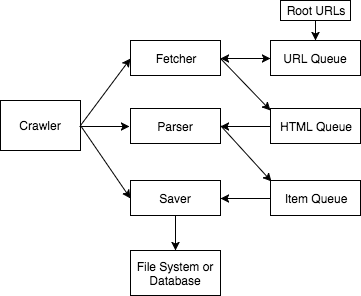 Root URLs
Fetcher
URL Queue
Crawler
Parser
HTML Queue
Saver
Item Queue
File System or
Database